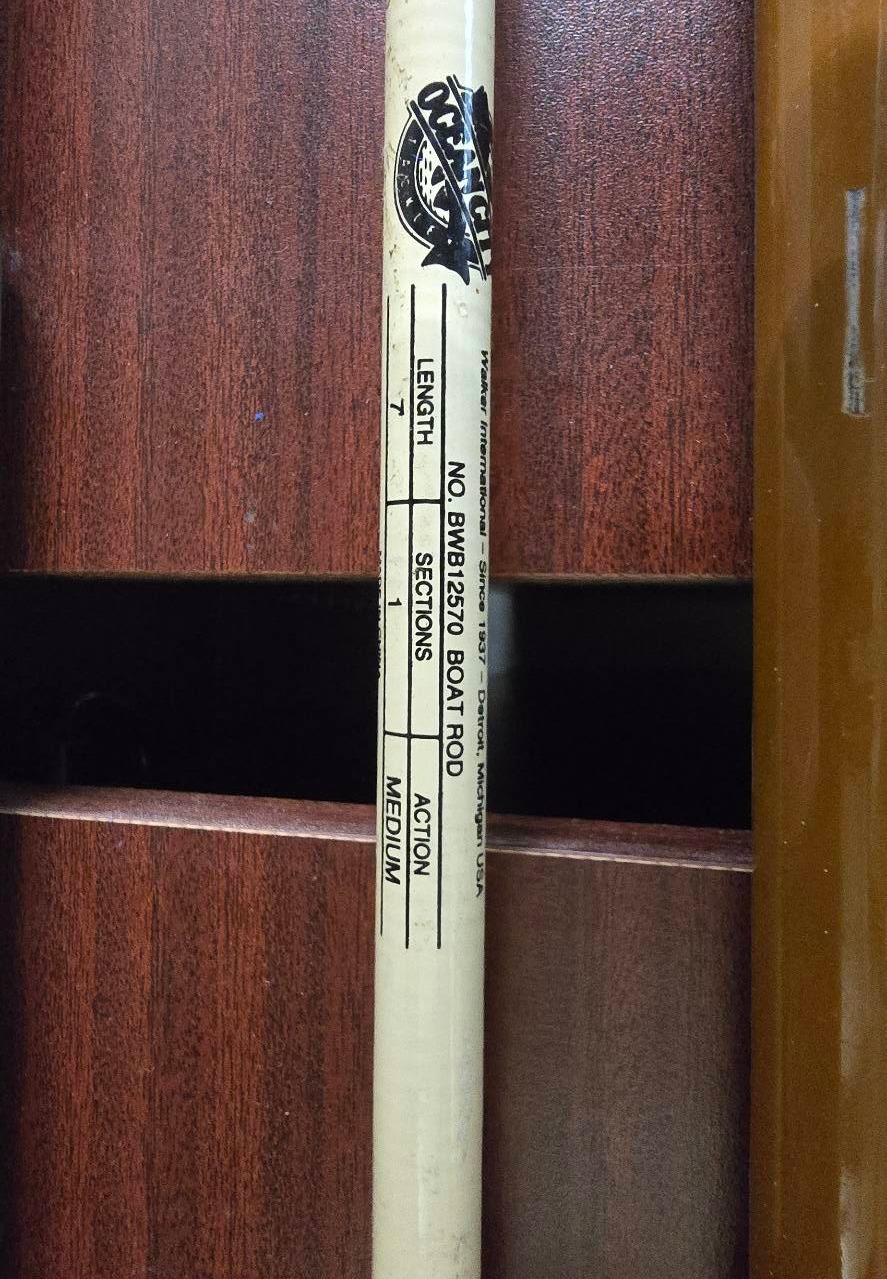 OCEAN CITY
Walker International – Since 1937 – Detroit, Michigan USA
NO. BWB12570 BOAT ROD
LENGTH SECTIONS ACTION
7 1 MEDIUM